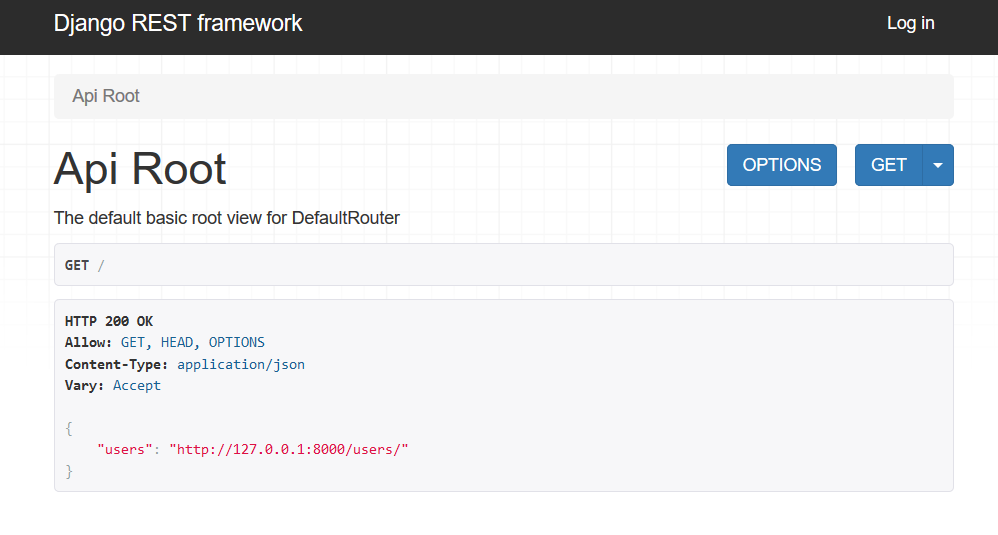 Django REST framework
Log in
Api Root
Api Root
OPTIONS
GET
The default basic root view for DefaultRouter
GET /
HTTP 200 OK
Allow: GET, HEAD, OPTIONS
Content-Type: application/json
Vary: Accept
{
    "users": "http://127.0.0.1:8000/users/"
}